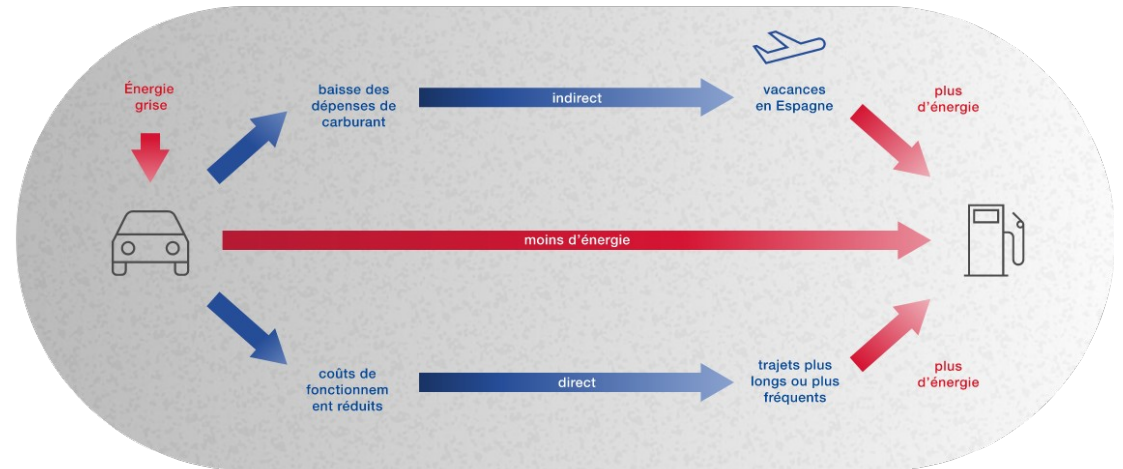 Énergie
grise
baisse des
dépenses de
carburant
indirect
vacances
en Espagne
plus
d'énergie
moins d'énergie
coûts de
fonctionnem
ent réduits
direct
trajets plus
longs ou plus
fréquents
plus
d'énergie